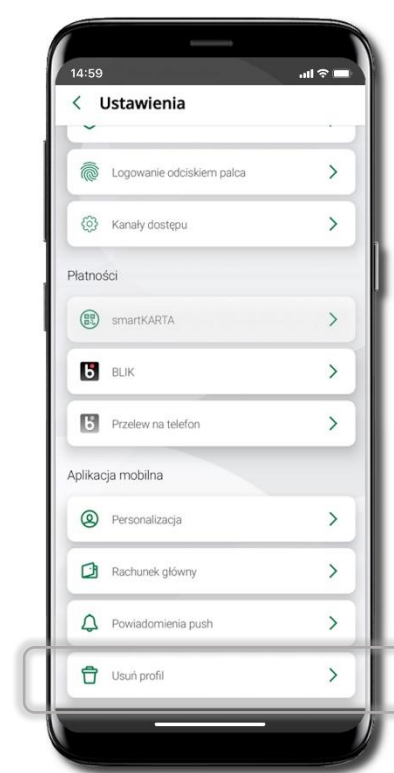 14:59
Ustawienia
Logowanie odciskiem palca
Kanały dostępu
Płatności
smartKARTA
BLIK
Przelew na telefon
Aplikacja mobilna
Personalizacja
Rachunek główny
Powiadomienia push
Usuń profil